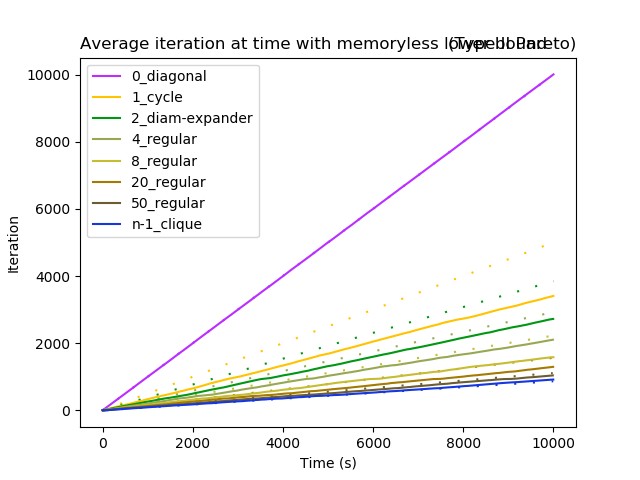 Average iteration at time with memoryless lower bound
(Type II Pareto)
10000
8000
6000
4000
2000
0
Iteration
0_diagonal
1_cycle
2_diam-expander
4_regular
8_regular
20_regular
50_regular
n-1_clique
0 2000 4000 6000 8000 10000
Time (s)